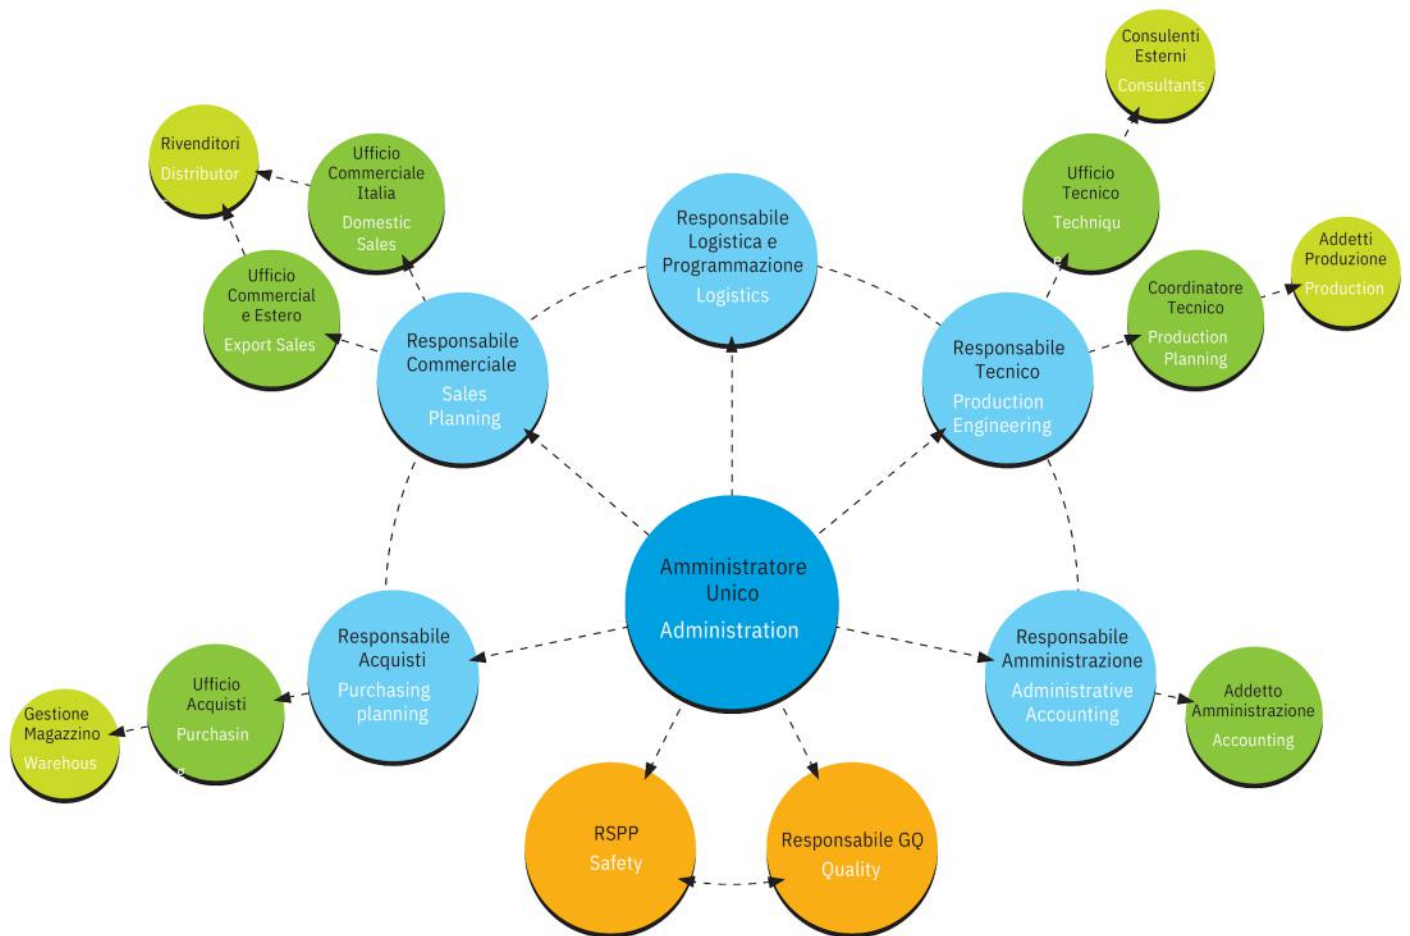 Consulenti
Esterni
Consultants
Rivenditori
Distributor
Ufficio
Commerciale
Italia
Domestic
Sales
Ufficio
Tecnico
Techniqu
e
Responsabile
Logistica e
Programmazione
Logistics
Addetti
Produzione
Production
Ufficio
Commercial
e Estero
Export Sales
Coordinatore
Tecnico
Production
Planning
Responsabile
Commerciale
Sales
Planning
Responsabile
Tecnico
Production
Engineering
Amministratore
Unico
Administration
Responsabile
Acquisti
Purchasing
planning
Responsabile
Amministrazione
Administrative
Accounting
Ufficio
Acquisti
Purchasin
g
Addetto
Amministrazione
Accounting
Gestione
Magazzino
Warehous
RSPP
Safety
Responsabile GQ
Quality